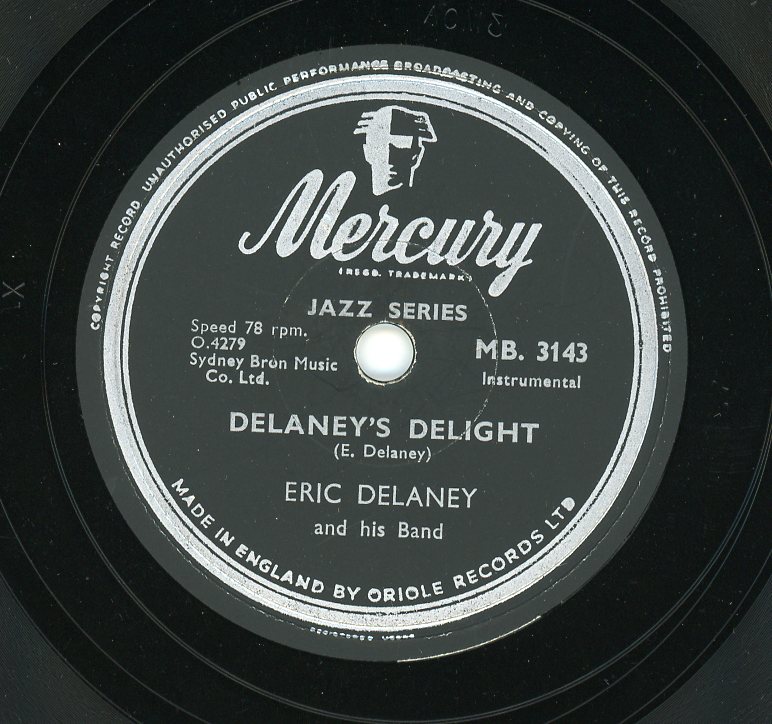 COPYRIGHT RECORD UNAUTHORISED PUBLIC PERFORMANCE BROADCASTING AND COPYING OF THIS RECORD PROHIBITED
Mercury
(REGD. TRADEMARK)
JAZZ SERIES
Speed 78 rpm.
O.4279
Sydney Bron Music
Co. Ltd.
MB. 3143
Instrumental
DELANEY'S DELIGHT
(E. Delaney)
ERIC DELANEY
and his Band
MADE IN ENGLAND BY ORIOLE RECORDS LTD